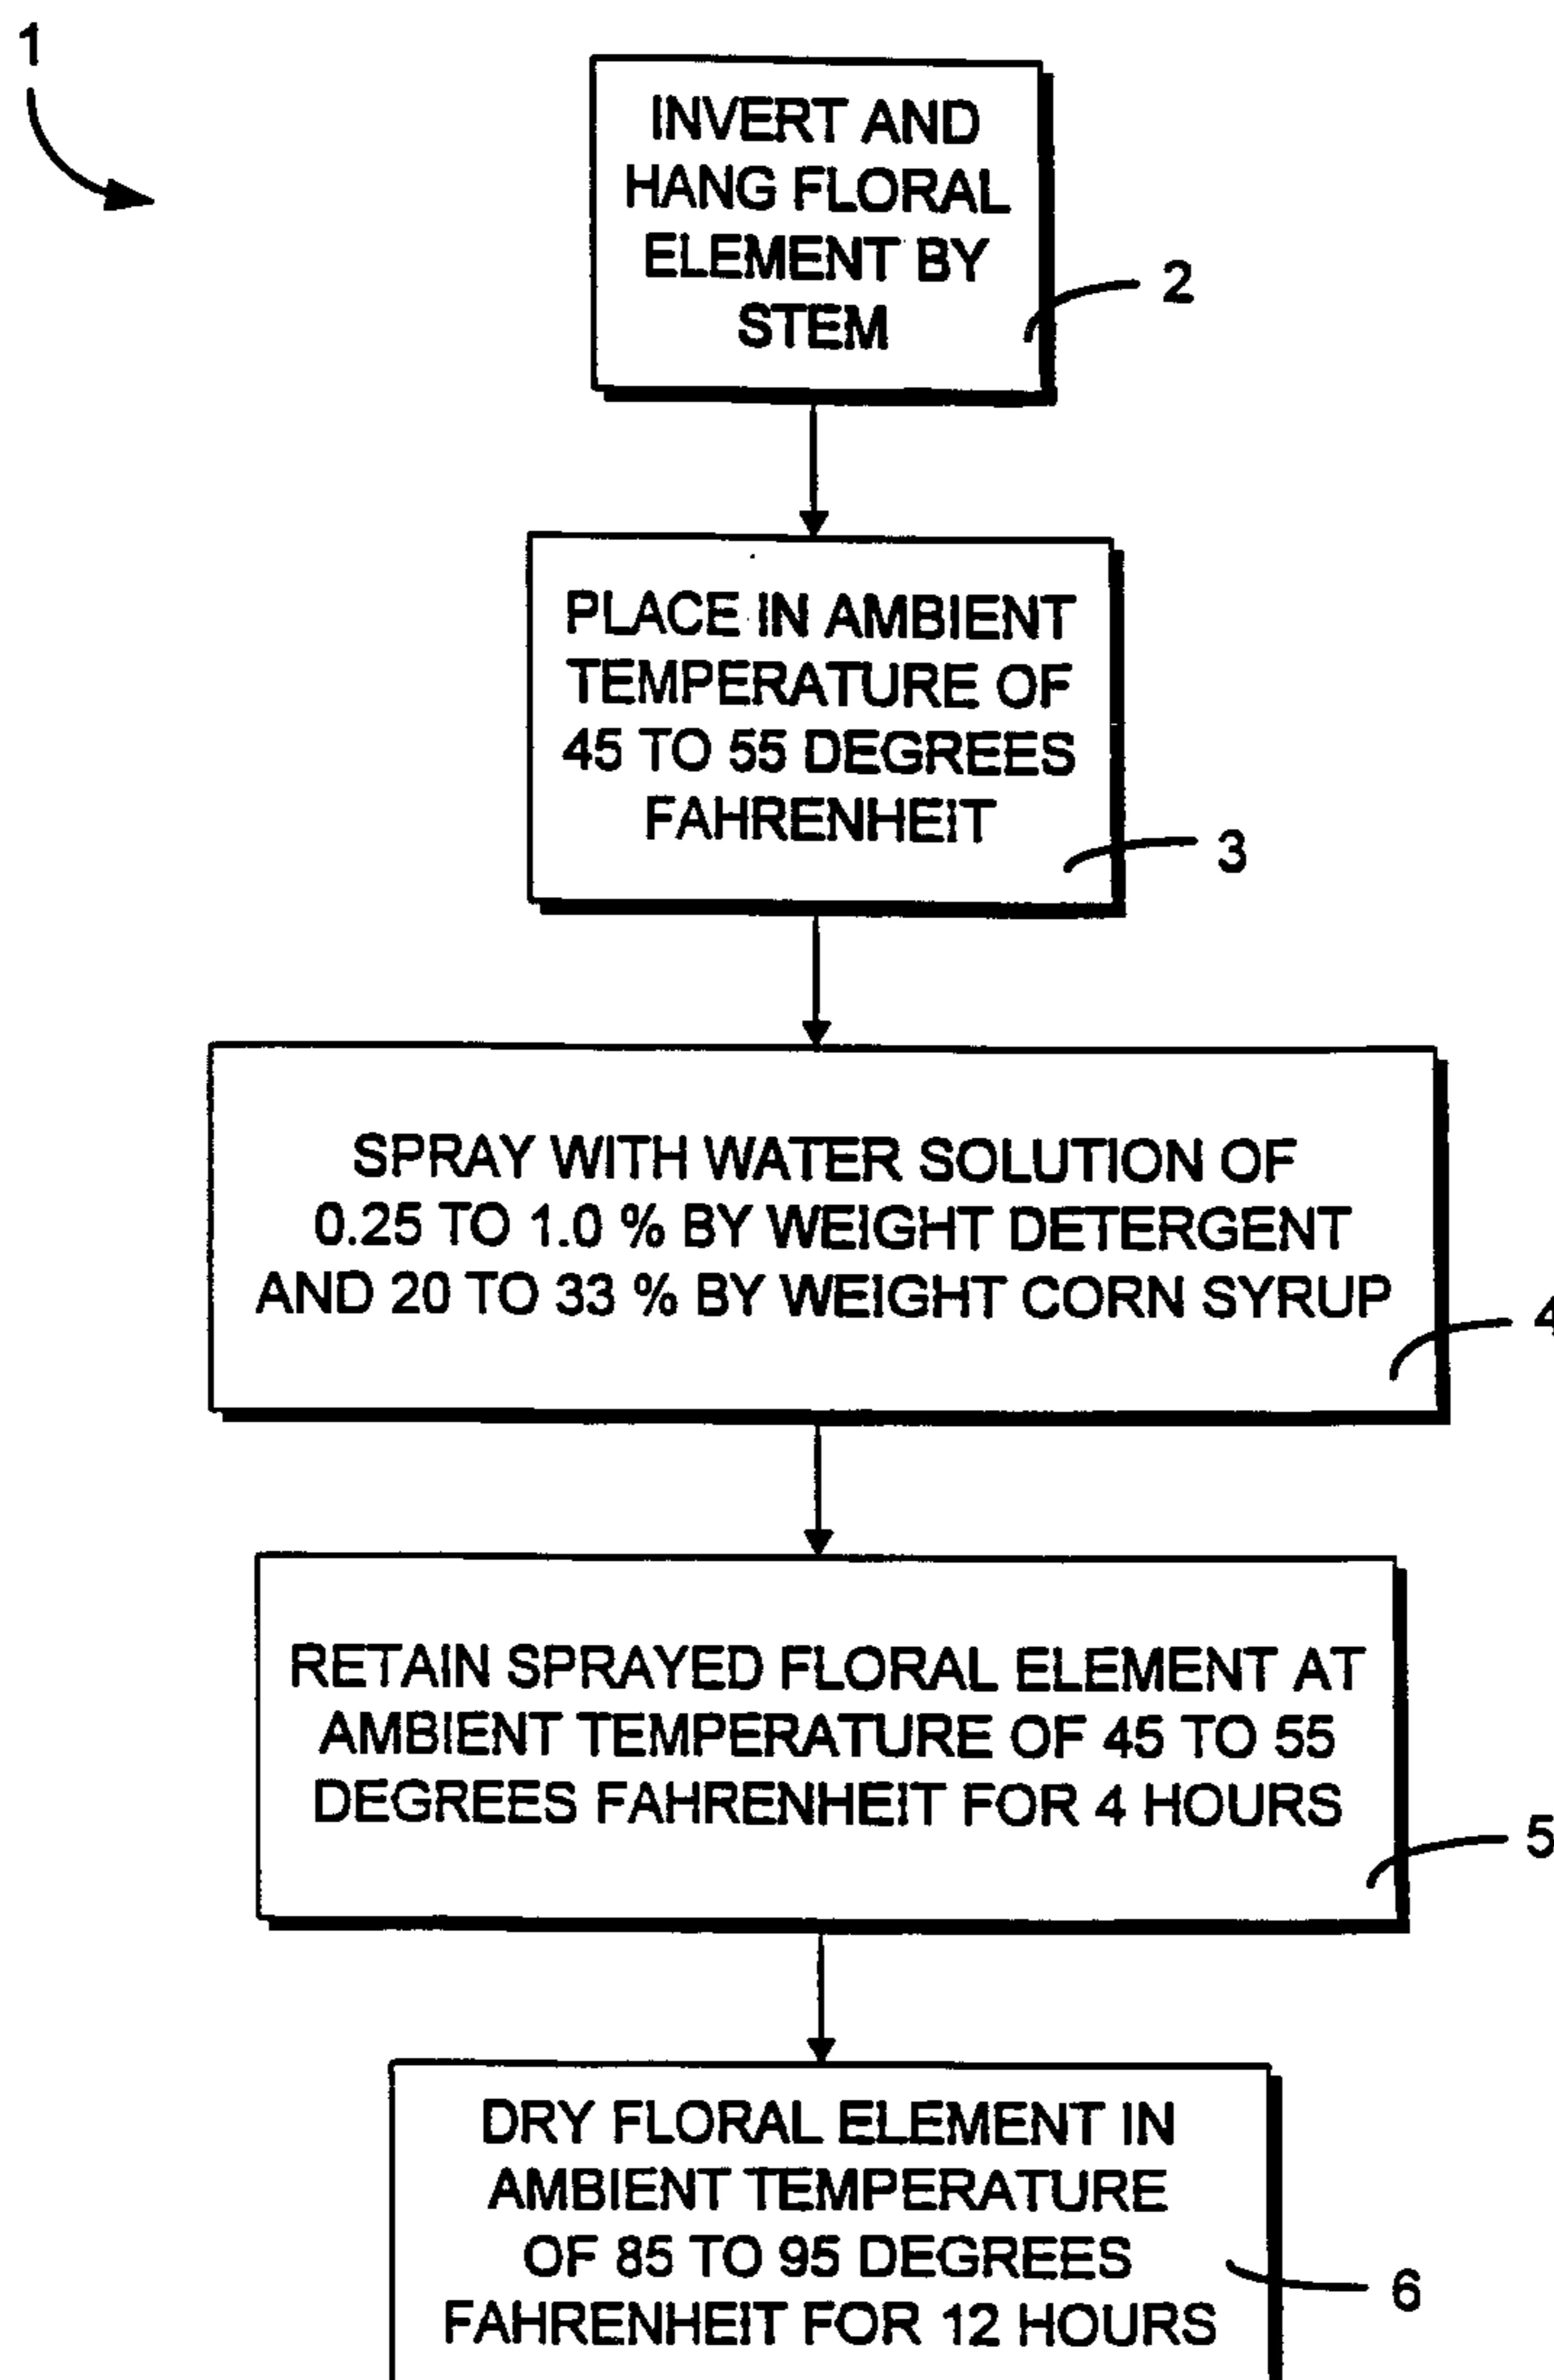 1
INVERT AND
HANG FLORAL
ELEMENT BY
STEM
2
PLACE IN AMBIENT
TEMPERATURE OF
45 TO 55 DEGREES
FAHRENHEIT
3
SPRAY WITH WATER SOLUTION OF
0.25 TO 1.0 % BY WEIGHT DETERGENT
AND 20 TO 33 % BY WEIGHT CORN SYRUP
4
RETAIN SPRAYED FLORAL ELEMENT AT
AMBIENT TEMPERATURE OF 45 TO 55
DEGREES FAHRENHEIT FOR 4 HOURS
5
DRY FLORAL ELEMENT IN
AMBIENT TEMPERATURE
OF 85 TO 95 DEGREES
FAHRENHEIT FOR 12 HOURS
6